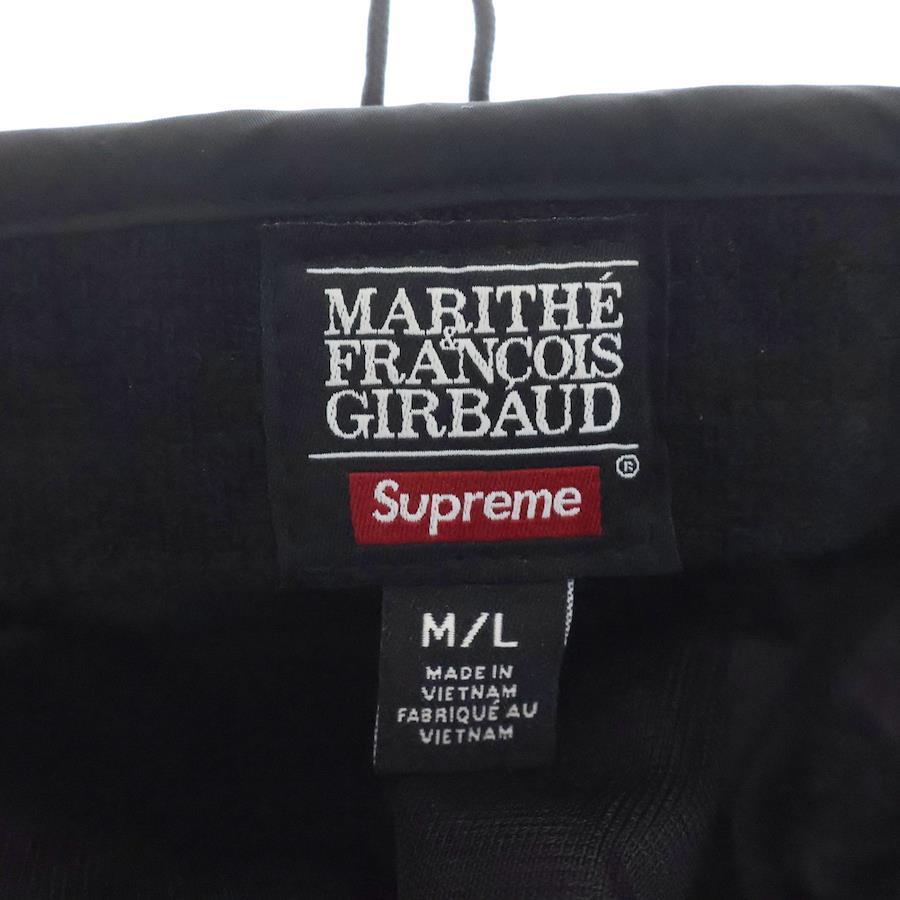 MARITHÉ
&
FRANÇOIS
GIRBAUD
®
Supreme
M/L
MADE IN
VIETNAM
FABRIQUÉ AU
VIETNAM